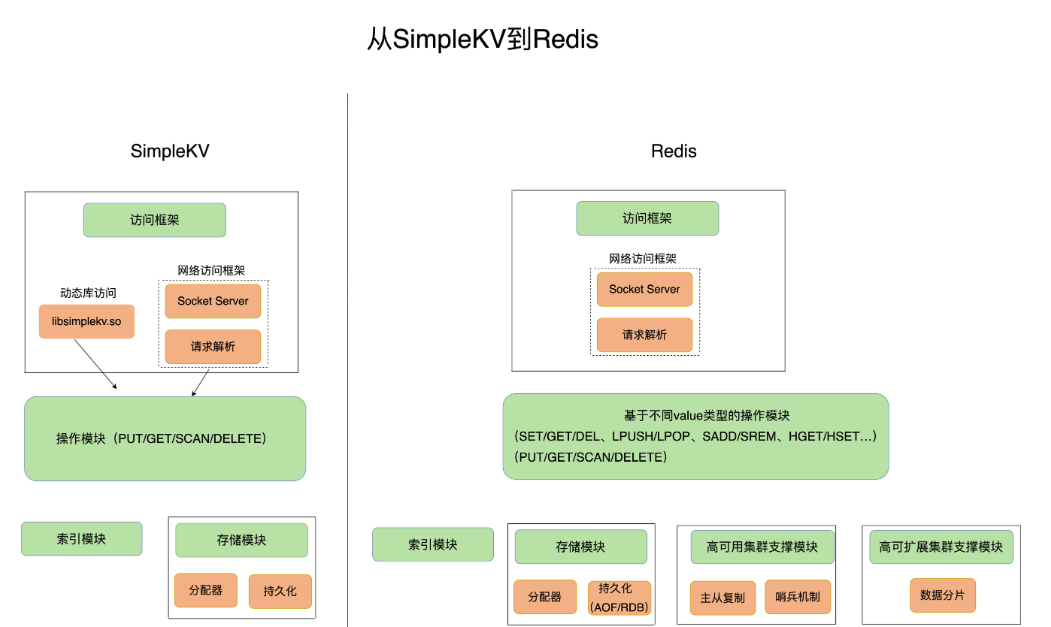 从SimpleKV到Redis
SimpleKV
访问框架
网络访问框架
动态库访问
Socket Server
libsimplekv.so
请求解析
操作模块（PUT/GET/SCAN/DELETE）
索引模块
存储模块
分配器
持久化
Redis
访问框架
网络访问框架
Socket Server
请求解析
基于不同value类型的操作模块
（SET/GET/DEL、LPUSH/LPOP、SADD/SREM、HGET/HSET...）
（PUT/GET/SCAN/DELETE）
索引模块
存储模块
分配器
持久化
(AOF/RDB)
高可用集群支撑模块
主从复制
哨兵机制
高可扩展集群支撑模块
数据分片